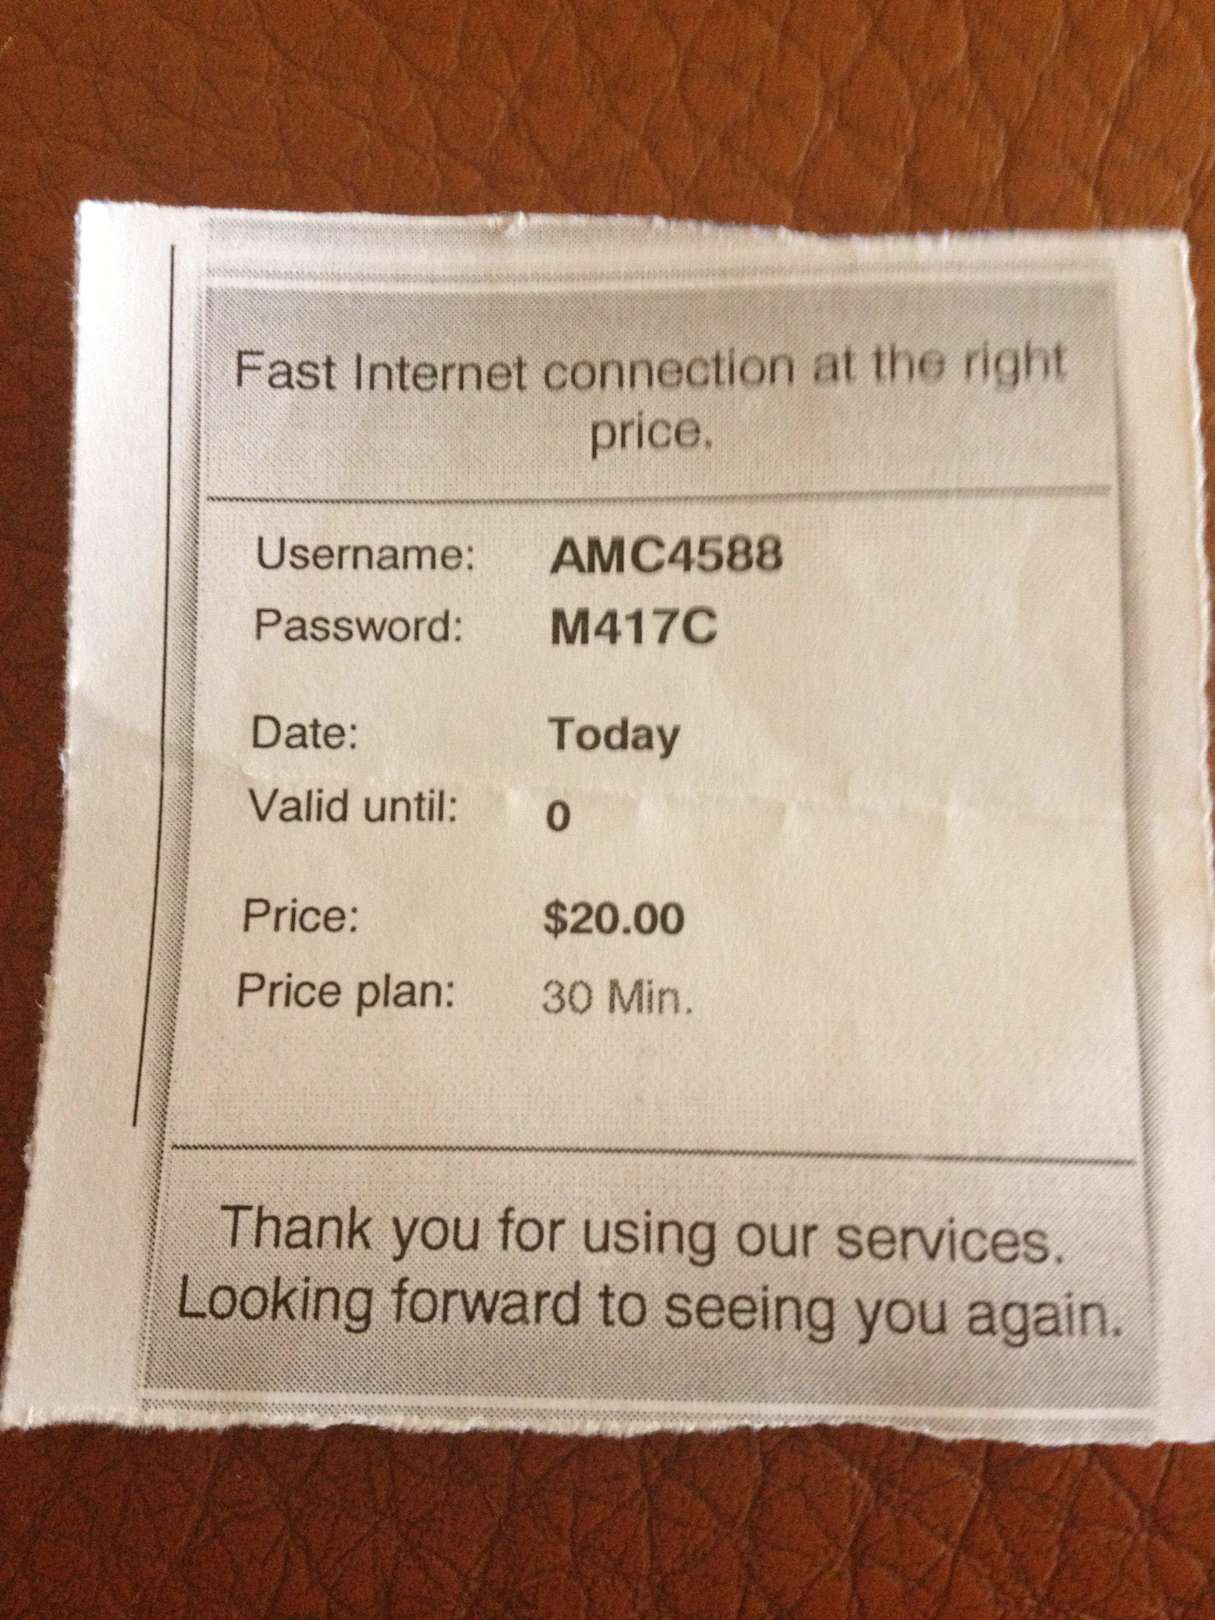 Fast Internet connection at the right
price.
Username: AMC4588
Password: M417C
Date: Today
Valid until: 0
Price: $20.00
Price plan: 30 Min.
Thank you for using our services.
Looking forward to seeing you again.